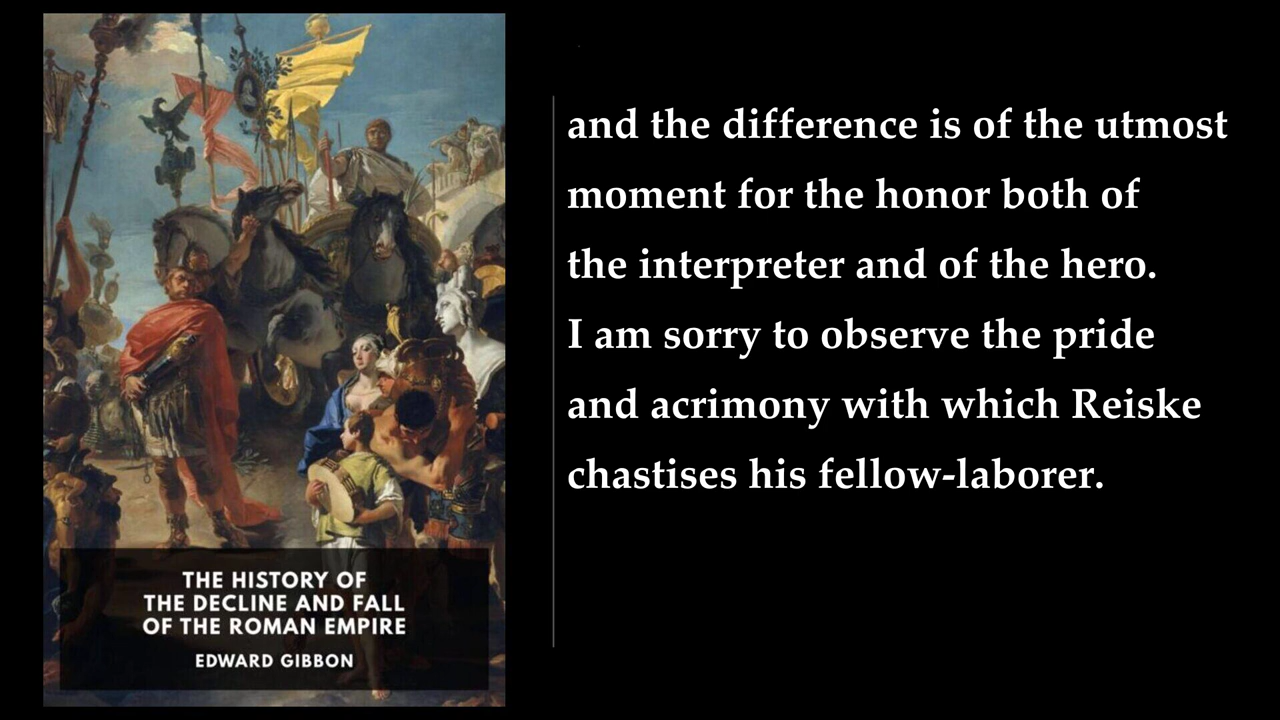 and the difference is of the utmost
moment for the honor both of
the interpreter and of the hero.
I am sorry to observe the pride
and acrimony with which Reiske
chastises his fellow-laborer.
THE HISTORY OF
THE DECLINE AND FALL
OF THE ROMAN EMPIRE
EDWARD GIBBON